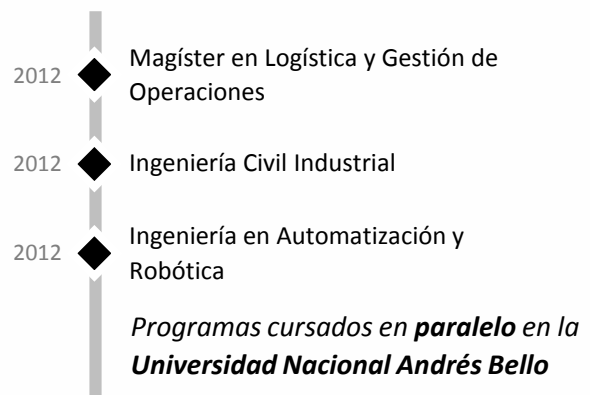 2012
Magíster en Logística y Gestión de
Operaciones
2012
Ingeniería Civil Industrial
2012
Ingeniería en Automatización y
Robótica
Programas cursados en paralelo en la
Universidad Nacional Andrés Bello